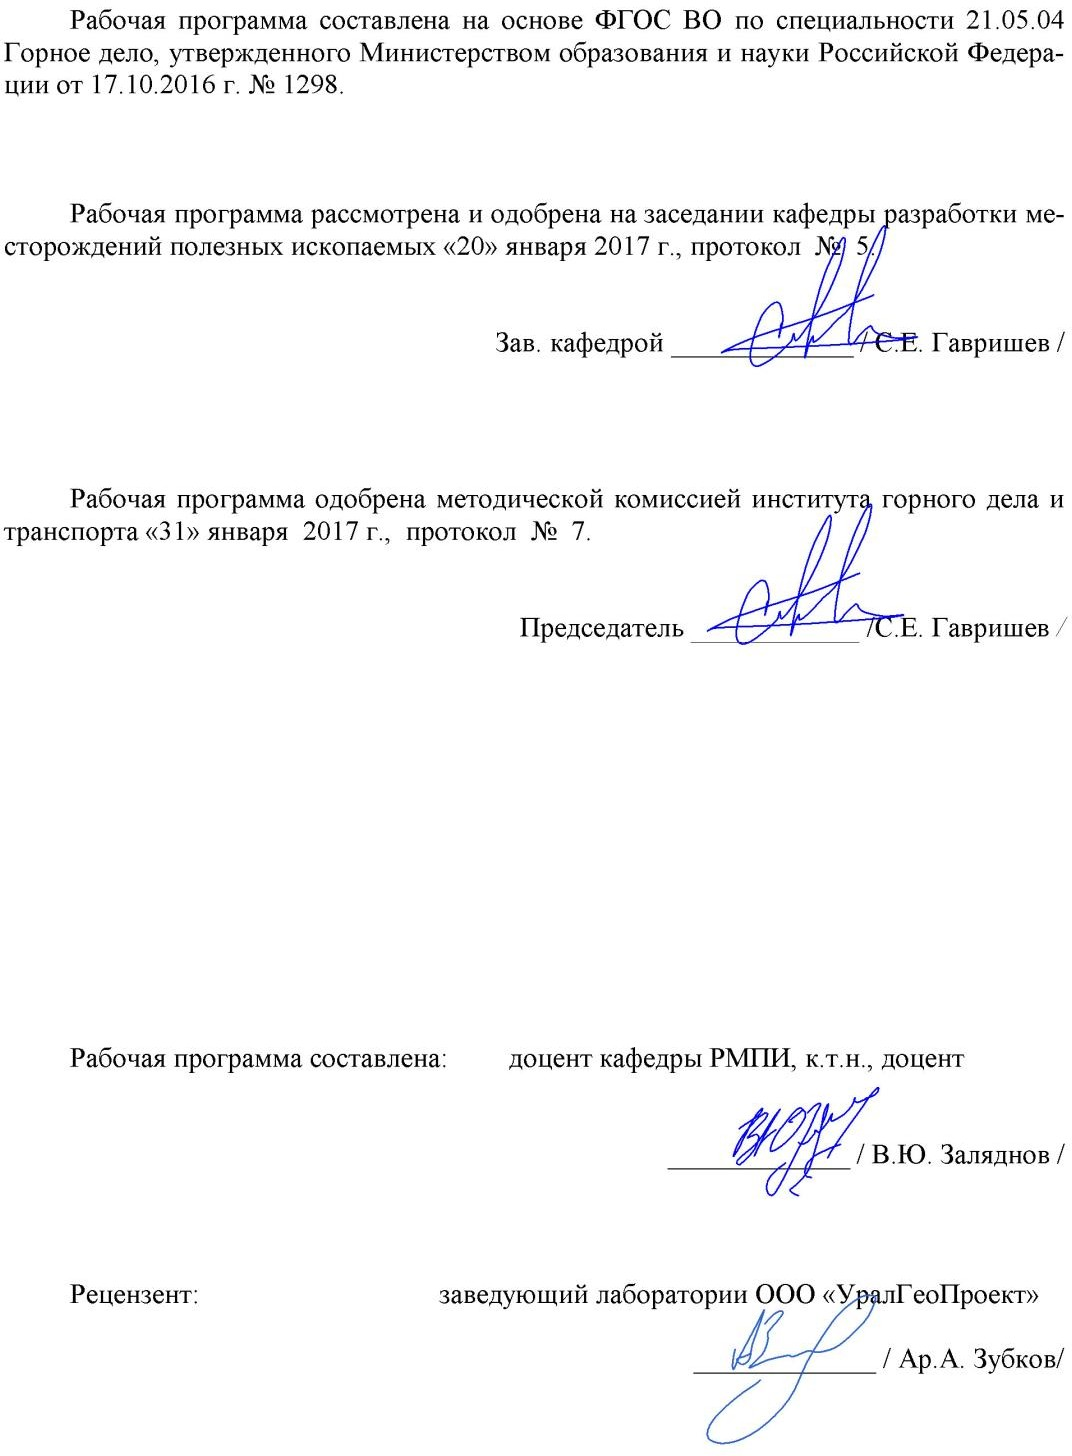 Рабочая программа составлена на основе ФГОС ВО по специальности 21.05.04
Горное дело, утвержденного Министерством образования и науки Российской Федера-
ции от 17.10.2016 г. № 1298.
Рабочая программа рассмотрена и одобрена на заседании кафедры разработки ме-
сторождений полезных ископаемых «20» января 2017 г., протокол № 5.
Зав. кафедрой _____________ / С.Е. Гавришев /
Рабочая программа одобрена методической комиссией института горного дела и
транспорта «31» января 2017 г., протокол № 7.
Председатель ____________ /С.Е. Гавришев /
Рабочая программа составлена: доцент кафедры РМПИ, к.т.н., доцент
_____________ / В.Ю. Заляднов /
Рецензент: заведующий лаборатории ООО «УралГеоПроект»
_____________ / Ар.А. Зубков/